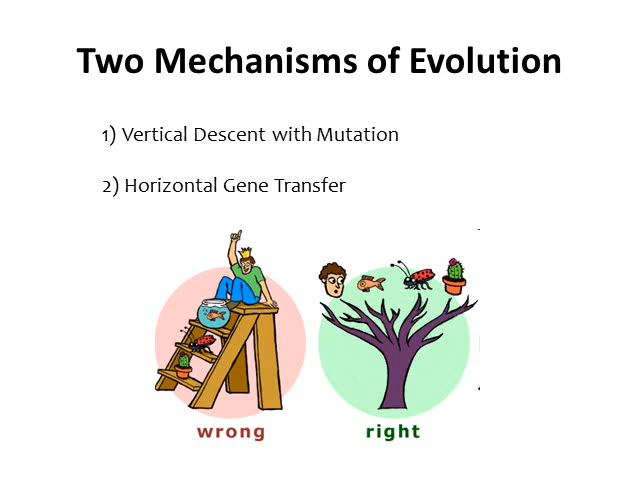 Two Mechanisms of Evolution
1) Vertical Descent with Mutation
2) Horizontal Gene Transfer
wrong
right